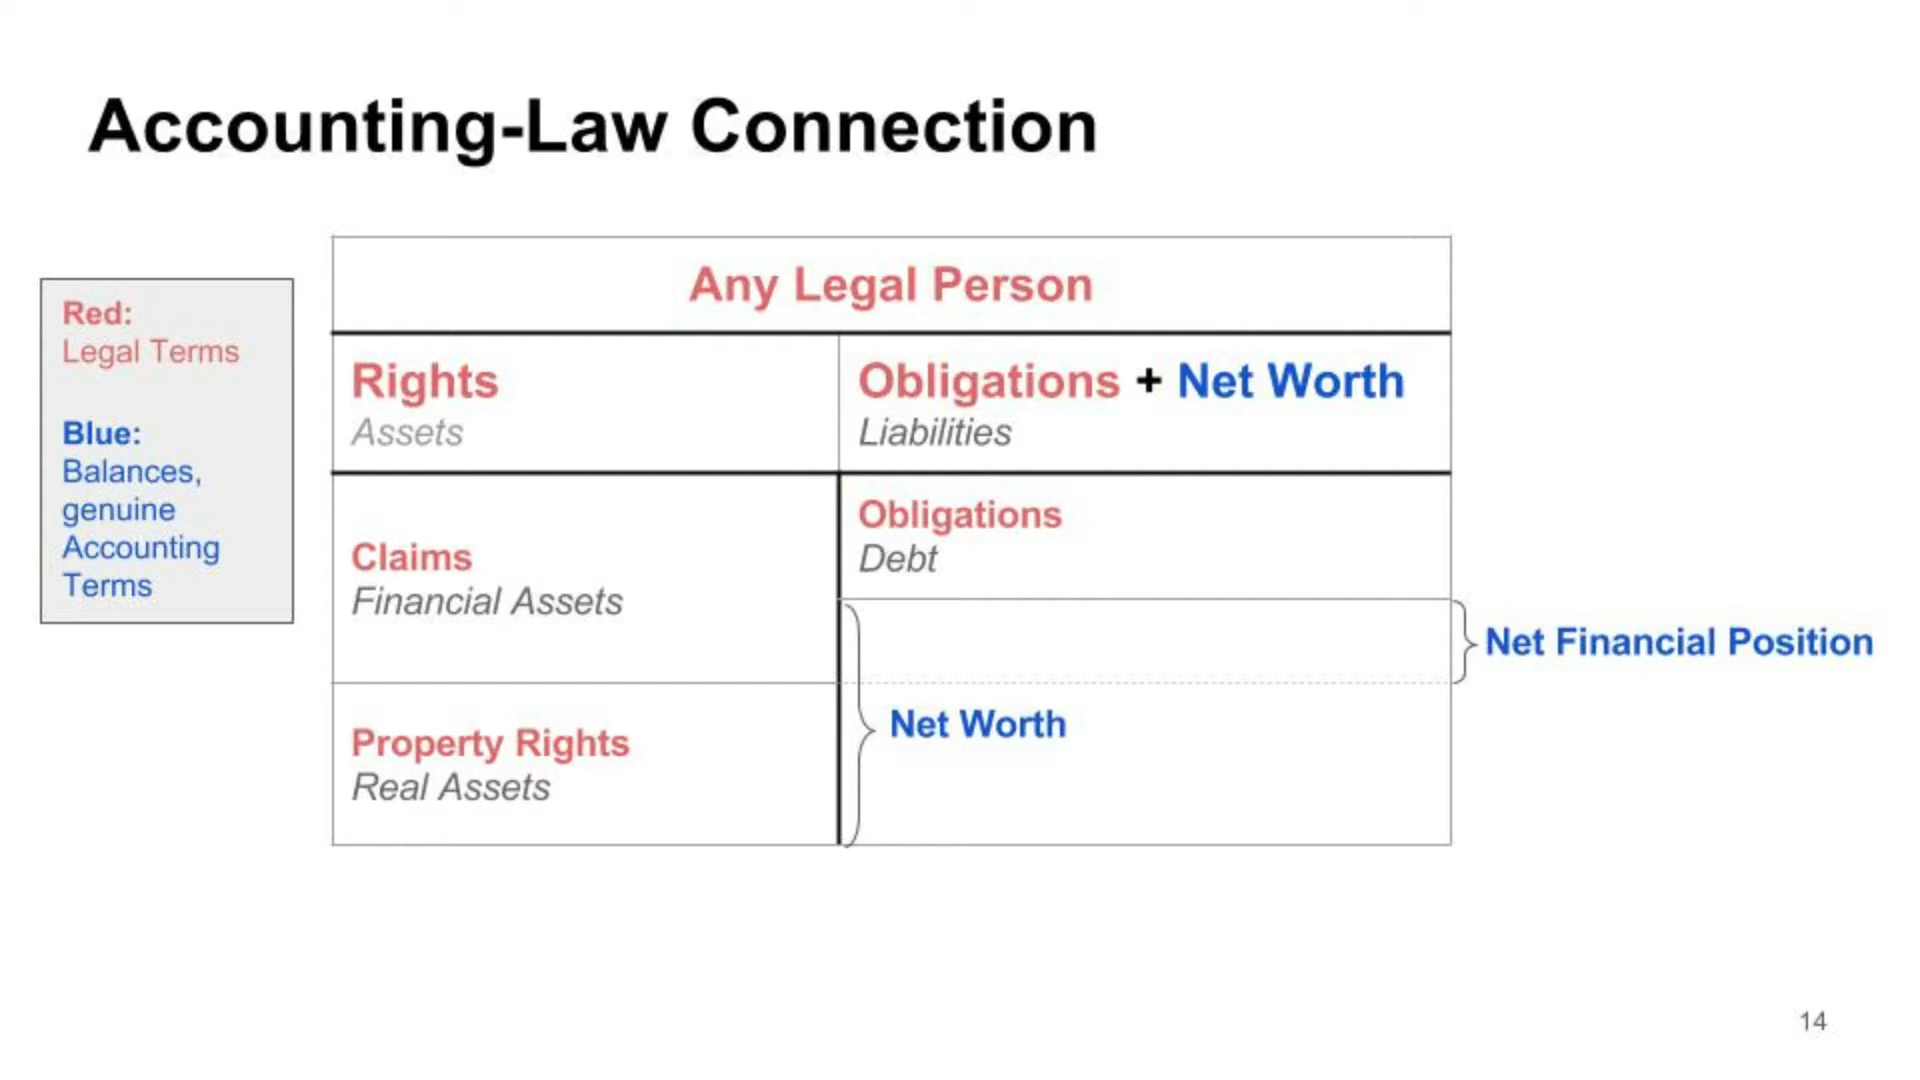 Accounting-Law Connection
Red:
Legal Terms
Blue:
Balances,
genuine
Accounting
Terms
Any Legal Person
Rights
Assets
Obligations + Net Worth
Liabilities
Claims
Financial Assets
Obligations
Debt
Net Financial Position
Property Rights
Real Assets
Net Worth
14